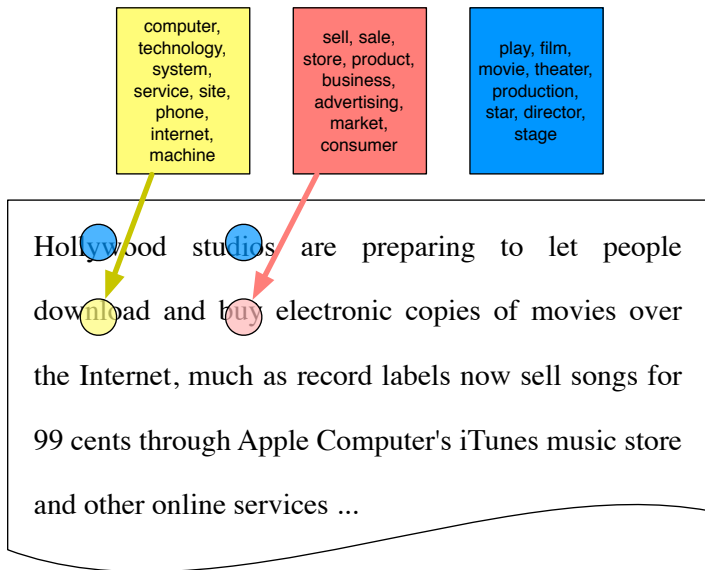 computer,
technology,
system,
service, site,
phone,
internet,
machine
sell, sale,
store, product,
business,
advertising,
market,
consumer
play, film,
movie, theater,
production,
star, director,
stage
Hollywood studios are preparing to let people
download and buy electronic copies of movies over
the Internet, much as record labels now sell songs for
99 cents through Apple Computer's iTunes music store
and other online services ...